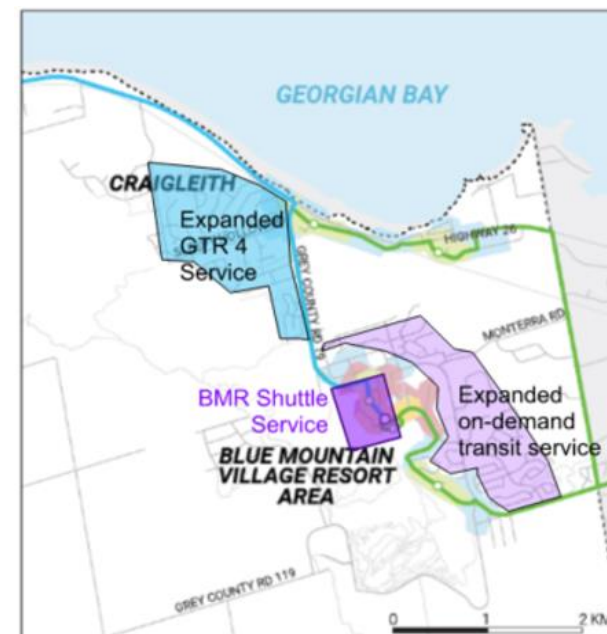 GEORGIAN BAY
CRAIGLEITH
Expanded
GTR 4
Service
HIGHWAY 26
GREY COUNTY RD 19
MONTERRA RD
BMR Shuttle
Service
Expanded
on-demand
transit service
BLUE MOUNTAIN
VILLAGE RESORT
AREA
GREY COUNTY RD 119
0 1 2 KM